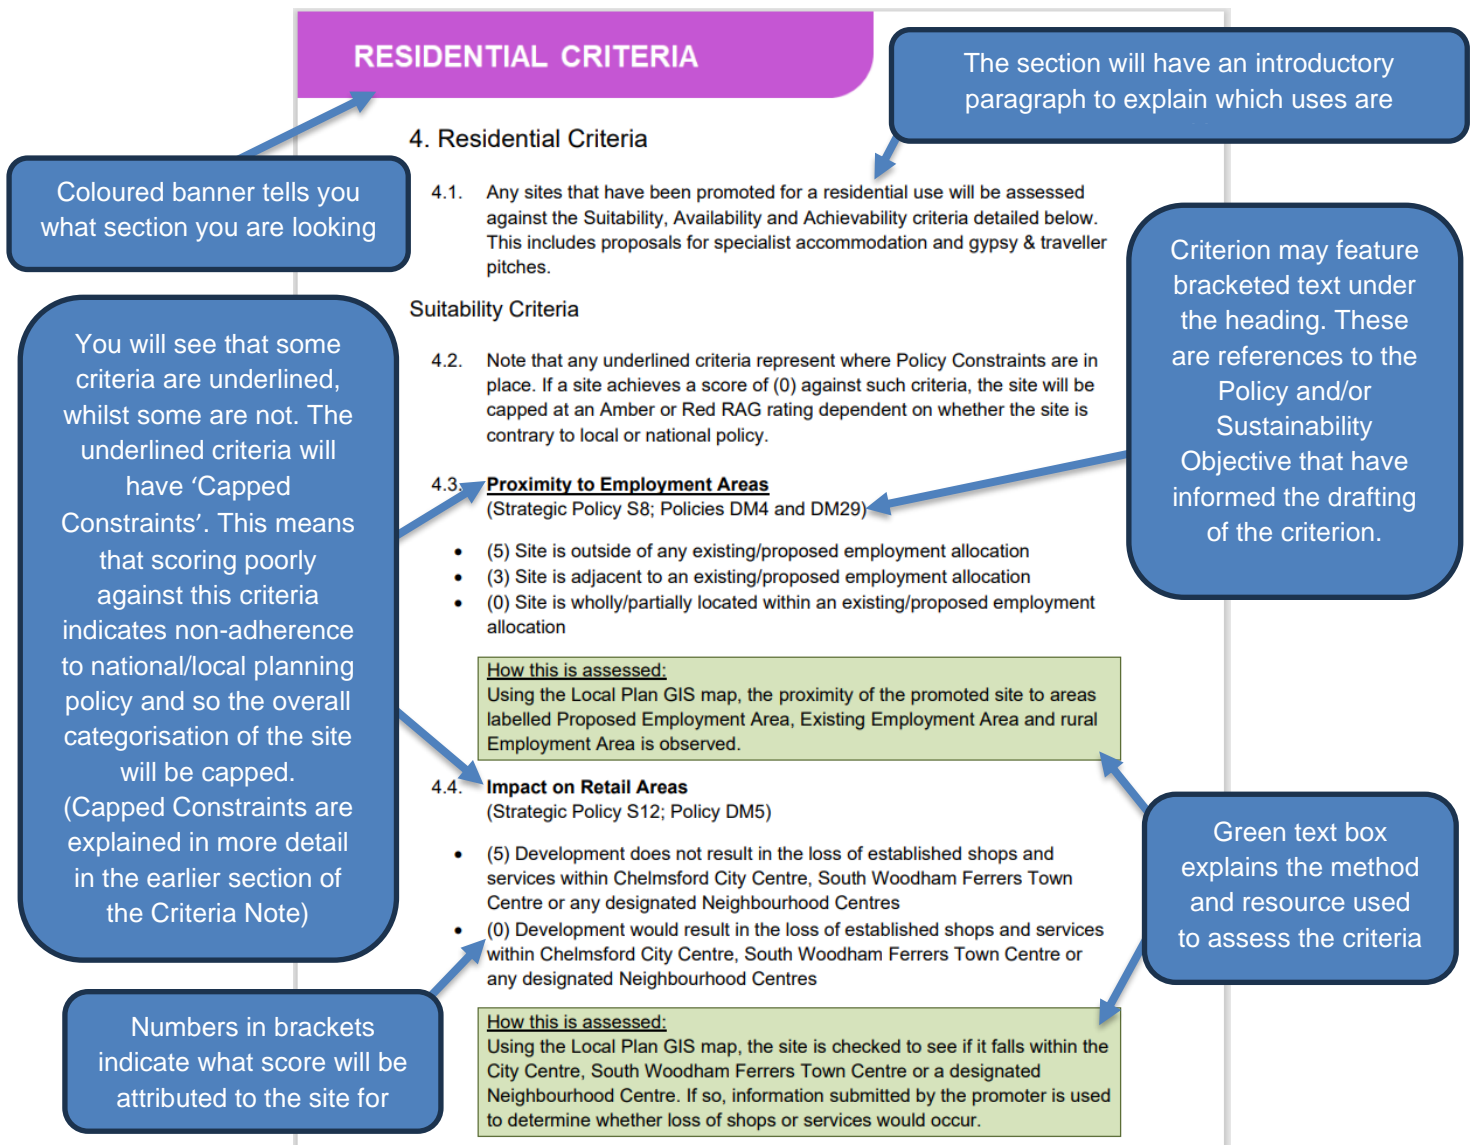 RESIDENTIAL CRITERIA
The section will have an introductory
paragraph to explain which uses are
4. Residential Criteria
Coloured banner tells you
what section you are looking
4.1. Any sites that have been promoted for a residential use will be assessed
against the Suitability, Availability and Achievability criteria detailed below.
This includes proposals for specialist accommodation and gypsy & traveller
pitches.
Criterion may feature
bracketed text under
the heading. These
are references to the
Policy and/or
Sustainability
Objective that have
informed the drafting
of the criterion.
Suitability Criteria
You will see that some
criteria are underlined,
whilst some are not. The
underlined criteria will
have ‘Capped
Constraints’. This means
that scoring poorly
against this criteria
indicates non-adherence
to national/local planning
policy and so the overall
categorisation of the site
will be capped.
(Capped Constraints are
explained in more detail
in the earlier section of
the Criteria Note)
4.2. Note that any underlined criteria represent where Policy Constraints are in
place. If a site achieves a score of (0) against such criteria, the site will be
capped at an Amber or Red RAG rating dependent on whether the site is
contrary to local or national policy.
4.3. Proximity to Employment Areas
(Strategic Policy S8; Policies DM4 and DM29)
• (5) Site is outside of any existing/proposed employment allocation
• (3) Site is adjacent to an existing/proposed employment allocation
• (0) Site is wholly/partially located within an existing/proposed employment
allocation
How this is assessed:
Using the Local Plan GIS map, the proximity of the promoted site to areas
labelled Proposed Employment Area, Existing Employment Area and rural
Employment Area is observed.
4.4. Impact on Retail Areas
(Strategic Policy S12; Policy DM5)
• (5) Development does not result in the loss of established shops and
services within Chelmsford City Centre, South Woodham Ferrers Town
Centre or any designated Neighbourhood Centres
• (0) Development would result in the loss of established shops and services
within Chelmsford City Centre, South Woodham Ferrers Town Centre or
any designated Neighbourhood Centres
Green text box
explains the method
and resource used
to assess the criteria
Numbers in brackets
indicate what score will be
attributed to the site for
How this is assessed:
Using the Local Plan GIS map, the site is checked to see if it falls within the
City Centre, South Woodham Ferrers Town Centre or a designated
Neighbourhood Centre. If so, information submitted by the promoter is used
to determine whether loss of shops or services would occur.